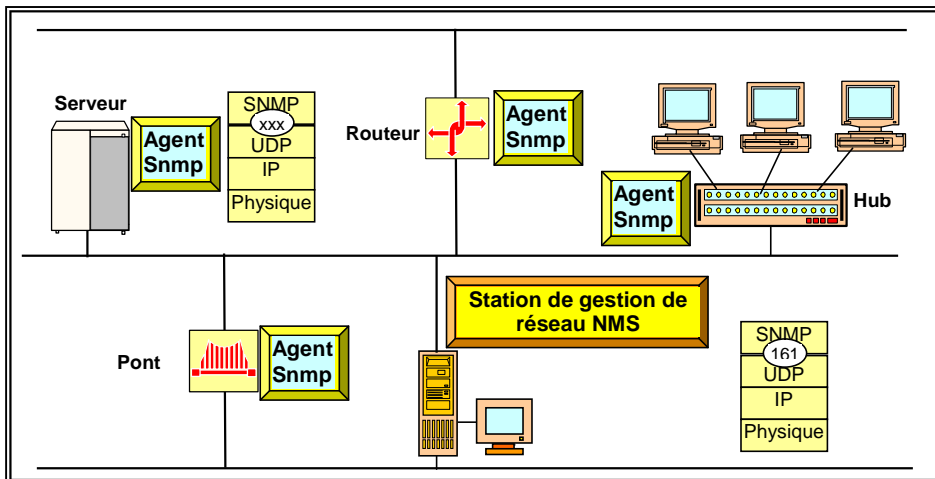 Serveur
Agent
Snmp
SNMP
xxx
UDP
IP
Physique
Routeur
Agent
Snmp
Agent
Snmp
Hub
Pont
Agent
Snmp
Station de gestion de
réseau NMS
SNMP
161
UDP
IP
Physique